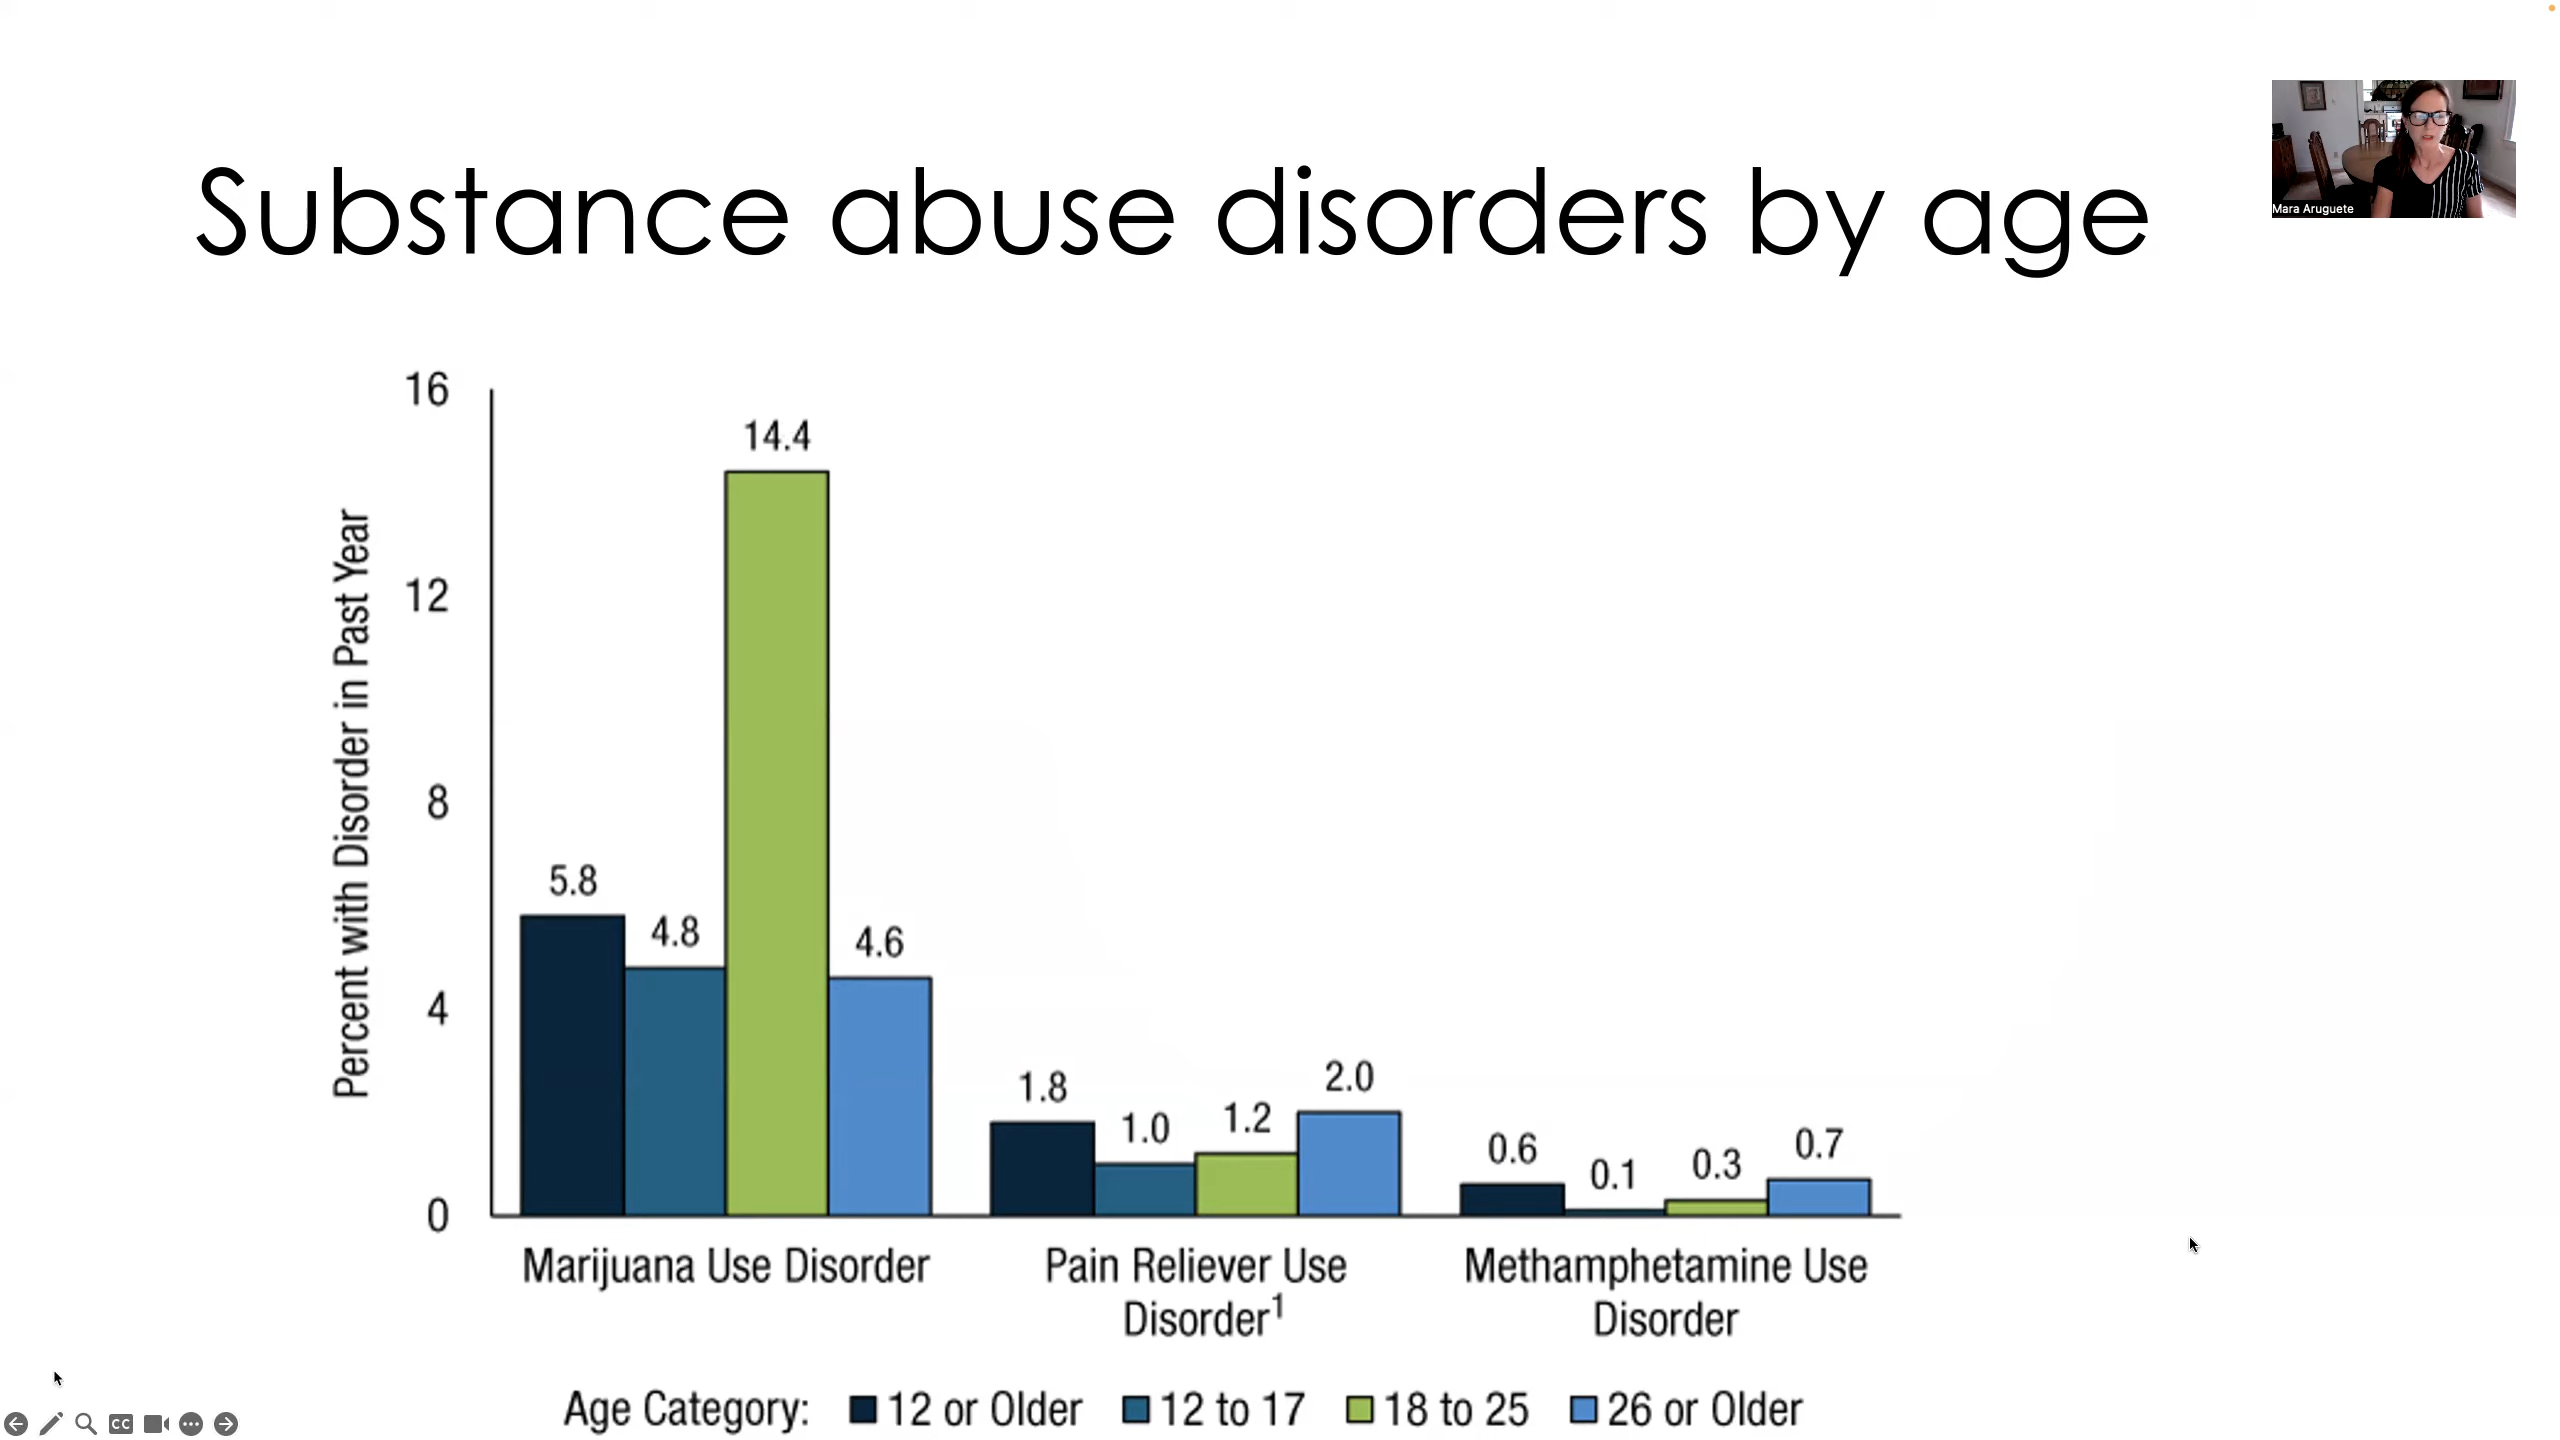 Substance abuse disorders by age
Mara Aruguete
Percent with Disorder in Past Year
16
12
8
4
0
5.8
4.8
14.4
4.6
1.8
1.0
1.2
2.0
0.6
0.1
0.3
0.7
Marijuana Use Disorder
Pain Reliever Use
Disorder¹
Methamphetamine Use
Disorder
Age Category: 12 or Older 12 to 17 18 to 25 26 or Older
CC